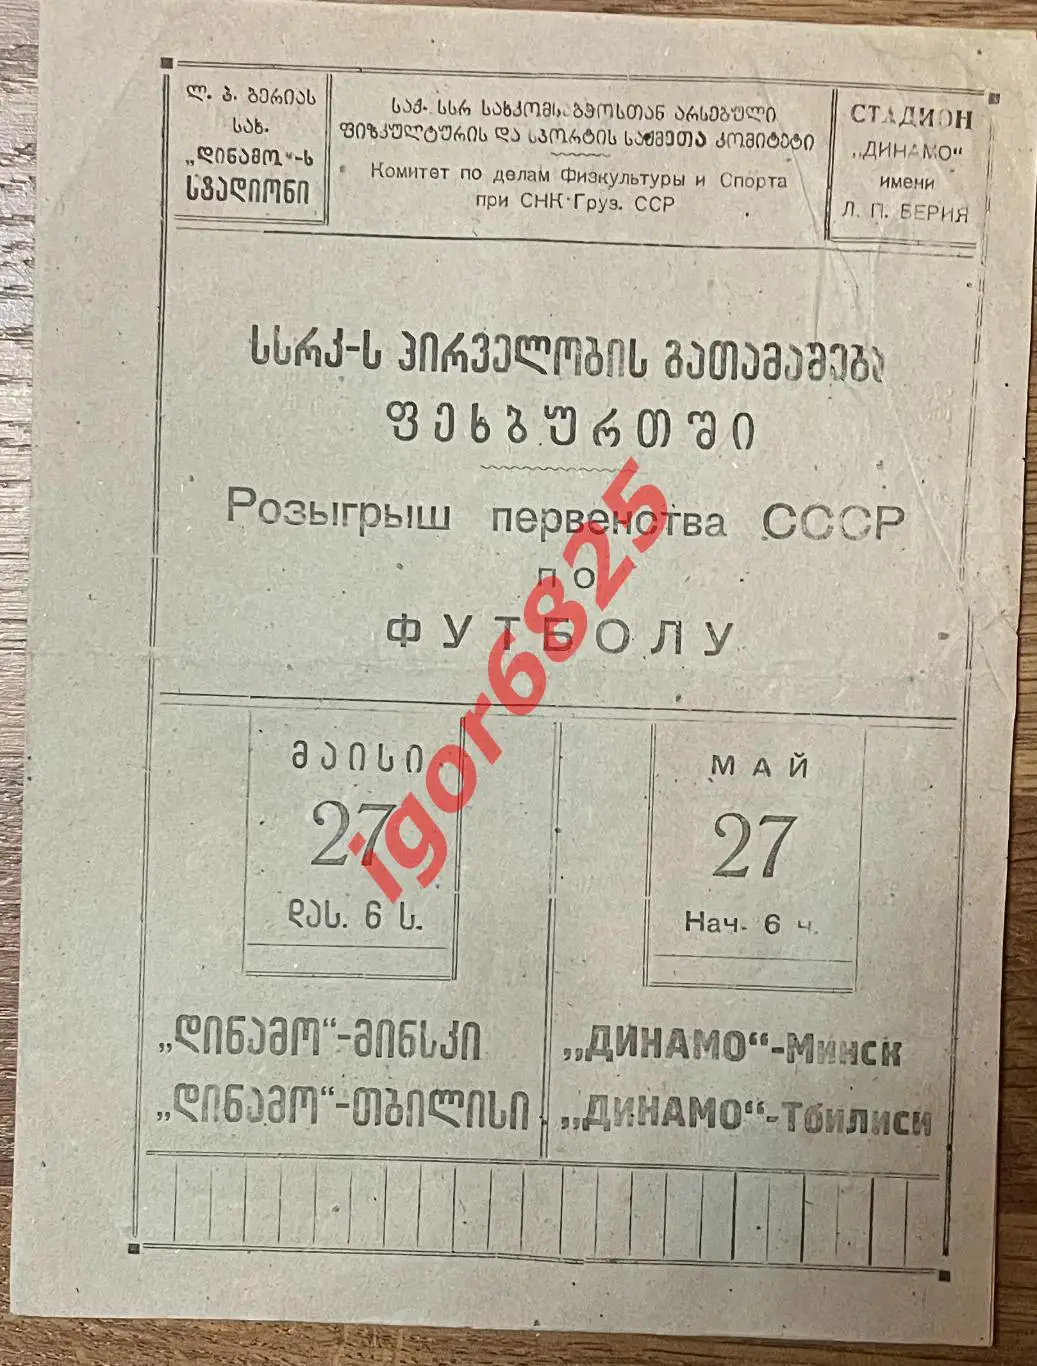 ლ. პ. ბერიას
სახ.
„დინამო“-ს
სტადიონი
საქ. სსრ სახკომსაბჭოსთან არსებული
ფიზკულტურის და სპორტის საქმეთა კომიტეტი
Комитет по делам Физкультуры и Спорта
при СНК Груз. ССР
СТАДИОН
„ДИНАМО“
имени
Л. П. БЕРИЯ
სსრკ-ს პირველობის გათამაშება
ფეხბურთში
Розыгрыш первенства СССР
по
ФУТБОЛУ
მაისი
27
დას. 6 ს.
МАЙ
27
Нач. 6 ч.
„დინამო“-მინსკი
„დინამო“-თბილისი
„ДИНАМО“-Минск
„ДИНАМО“-Тбилиси
igor6825